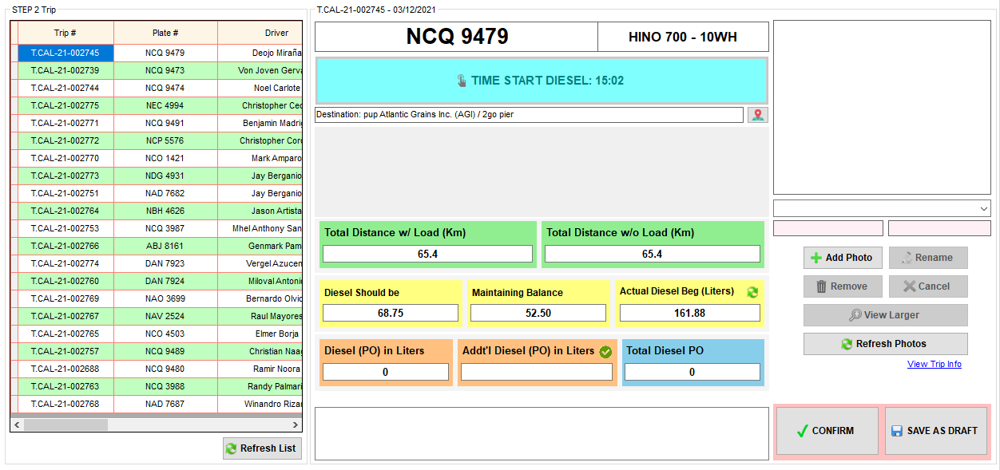 STEP 2 Trip
Trip # Plate # Driver
T.CAL-21-002745 NCQ 9479 Deojo Miraña
T.CAL-21-002739 NCQ 9473 Von Joven Gerva
T.CAL-21-002744 NCQ 9474 Noel Carlote
T.CAL-21-002775 NEC 4994 Christopher Cec
T.CAL-21-002771 NCQ 9491 Benjamin Madri
T.CAL-21-002772 NCP 5576 Christopher Cord
T.CAL-21-002770 NCO 1421 Mark Amparo
T.CAL-21-002773 NDG 4931 Jay Berganio
T.CAL-21-002751 NAD 7682 Jay Berganio
T.CAL-21-002764 NBH 4626 Jason Artista
T.CAL-21-002753 NCQ 3987 Mhel Anthony San
T.CAL-21-002766 ABJ 8161 Genmark Pam
T.CAL-21-002774 DAN 7923 Vergel Azucen
T.CAL-21-002760 DAN 7924 Miloval Antoni
T.CAL-21-002769 NAO 3699 Bernardo Olvid
T.CAL-21-002767 NAV 2524 Raul Mayores
T.CAL-21-002765 NCO 4503 Elmer Borja
T.CAL-21-002757 NCQ 9489 Christian Naag
T.CAL-21-002688 NCQ 9480 Ramir Noora
T.CAL-21-002763 NCQ 3988 Randy Palmari
T.CAL-21-002768 NAD 7687 Winandro Riza
Refresh List
T.CAL-21-002745 - 03/12/2021
NCQ 9479 HINO 700 - 10WH
TIME START DIESEL: 15:02
Destination: pup Atlantic Grains Inc. (AGI) / 2go pier
Total Distance w/ Load (Km) Total Distance w/o Load (Km)
65.4 65.4
Diesel Should be Maintaining Balance Actual Diesel Beg (Liters)
68.75 52.50 161.88
Diesel (PO) in Liters Addt'l Diesel (PO) in Liters Total Diesel PO
0 0
Add Photo Rename
Remove Cancel
View Larger
Refresh Photos
View Trip Info
CONFIRM SAVE AS DRAFT